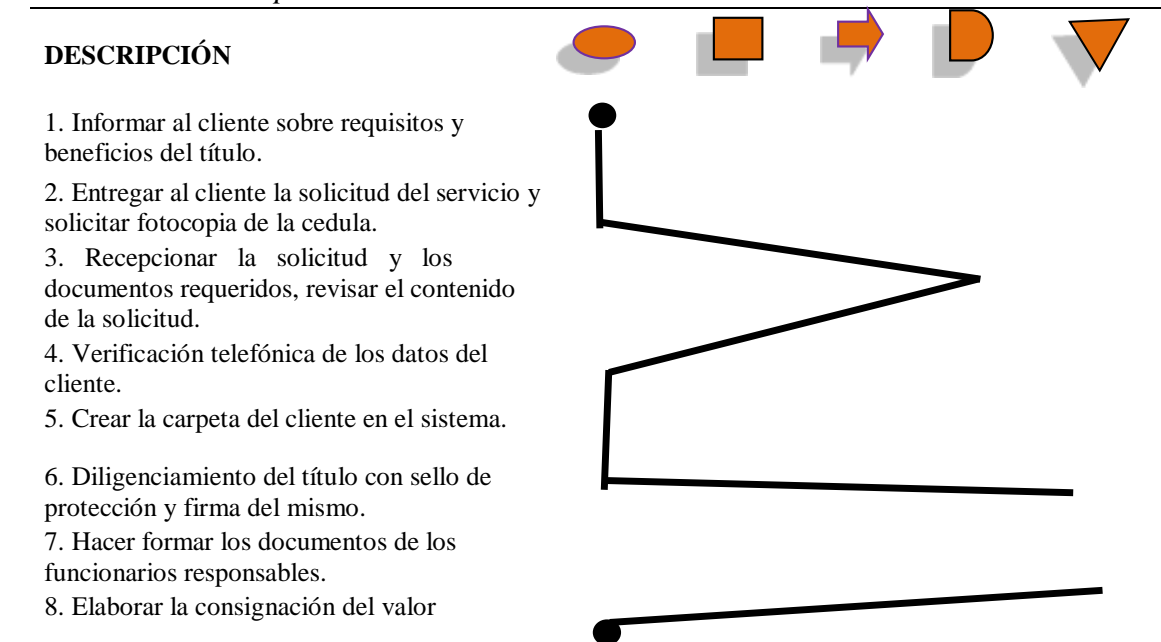 DESCRIPCIÓN
1. Informar al cliente sobre requisitos y
beneficios del título.
2. Entregar al cliente la solicitud del servicio y
solicitar fotocopia de la cedula.
3. Recepcionar la solicitud y los
documentos requeridos, revisar el contenido
de la solicitud.
4. Verificación telefónica de los datos del
cliente.
5. Crear la carpeta del cliente en el sistema.
6. Diligenciamiento del título con sello de
protección y firma del mismo.
7. Hacer formar los documentos de los
funcionarios responsables.
8. Elaborar la consignación del valor